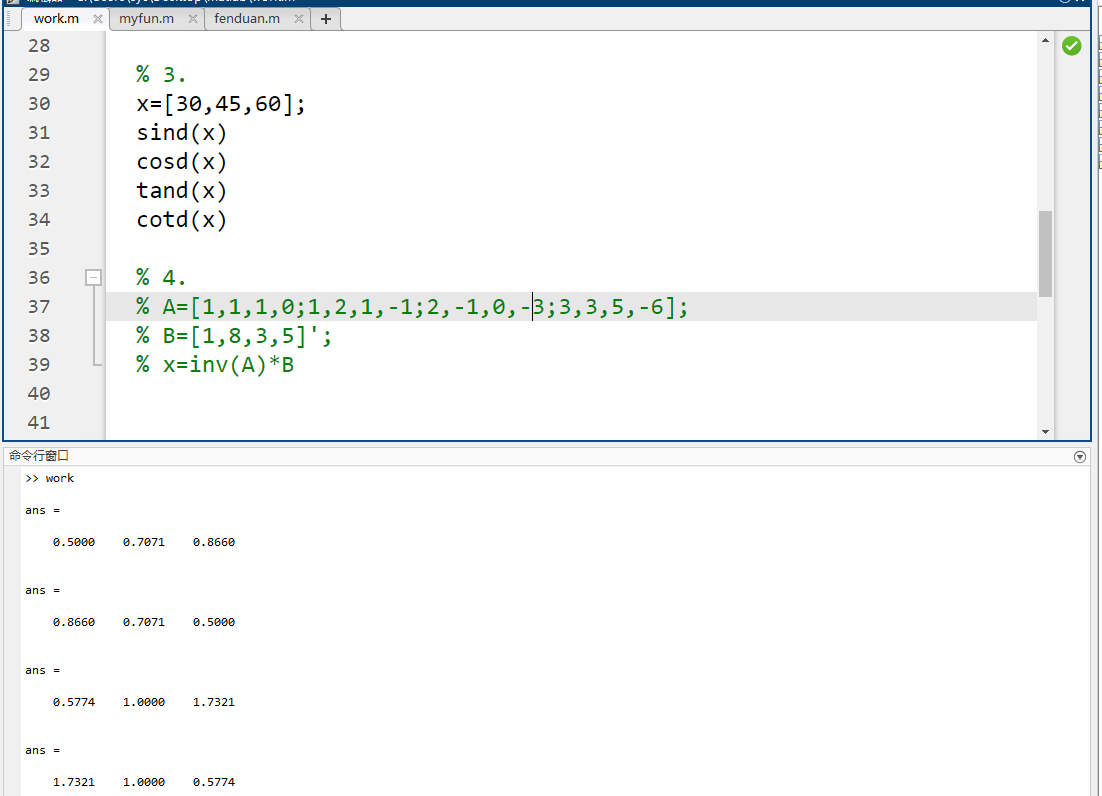 work.m myfun.m fenduan.m +
28
29 % 3.
30 x=[30,45,60];
31 sind(x)
32 cosd(x)
33 tand(x)
34 cotd(x)
35
36 % 4.
37 % A=[1,1,1,0;1,2,1,-1;2,-1,0,-3;3,3,5,-6];
38 % B=[1,8,3,5]';
39 % x=inv(A)*B
40
41
命令行窗口
>> work
ans =
0.5000 0.7071 0.8660
ans =
0.8660 0.7071 0.5000
ans =
0.5774 1.0000 1.7321
ans =
1.7321 1.0000 0.5774